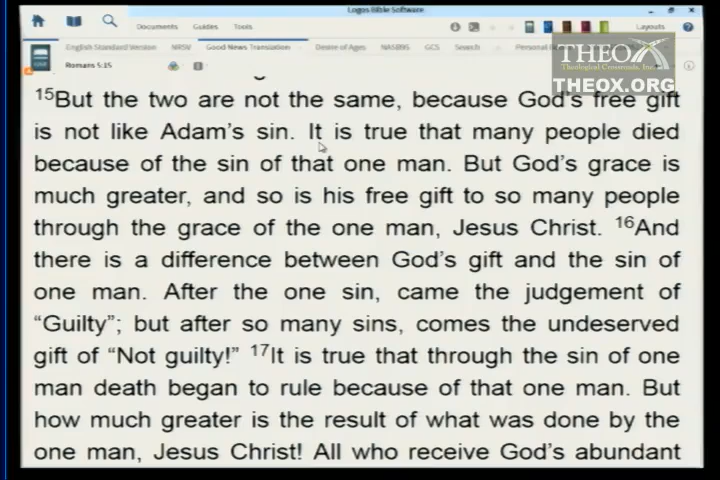 Logos Bible Software
Documents Guides Tools
Layouts
English Standard Version NRSV Good News Translation Desire of Ages NASB95 GCS Search
Romans 5:15
THEOX
Theological Crossroads, Inc.
THEOX.ORG
15But the two are not the same, because God's free gift
is not like Adam's sin. It is true that many people died
because of the sin of that one man. But God's grace is
much greater, and so is his free gift to so many people
through the grace of the one man, Jesus Christ. 16And
there is a difference between God's gift and the sin of
one man. After the one sin, came the judgement of
“Guilty”; but after so many sins, comes the undeserved
gift of “Not guilty!” 17It is true that through the sin of one
man death began to rule because of that one man. But
how much greater is the result of what was done by the
one man, Jesus Christ! All who receive God's abundant